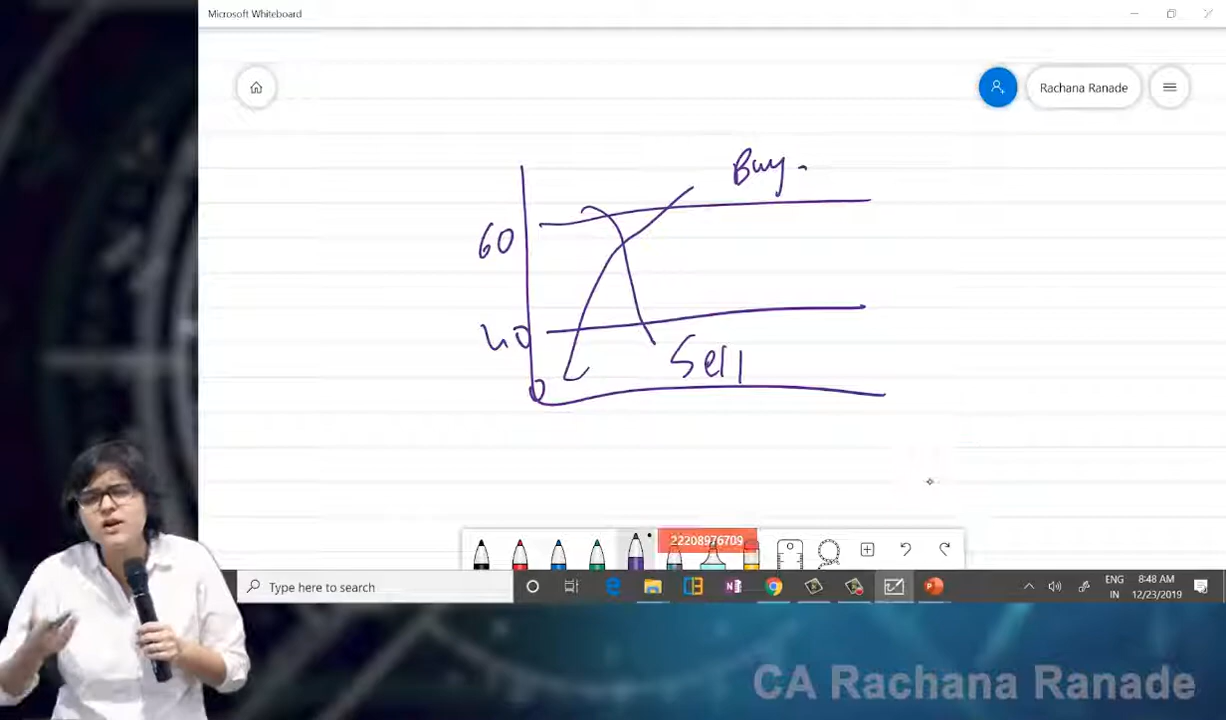 Microsoft Whiteboard
Rachana Ranade
Buy -
60
40
Sell
0
22208976709
Type here to search
ENG
8:48 AM
IN
12/23/2019
CA Rachana Ranade